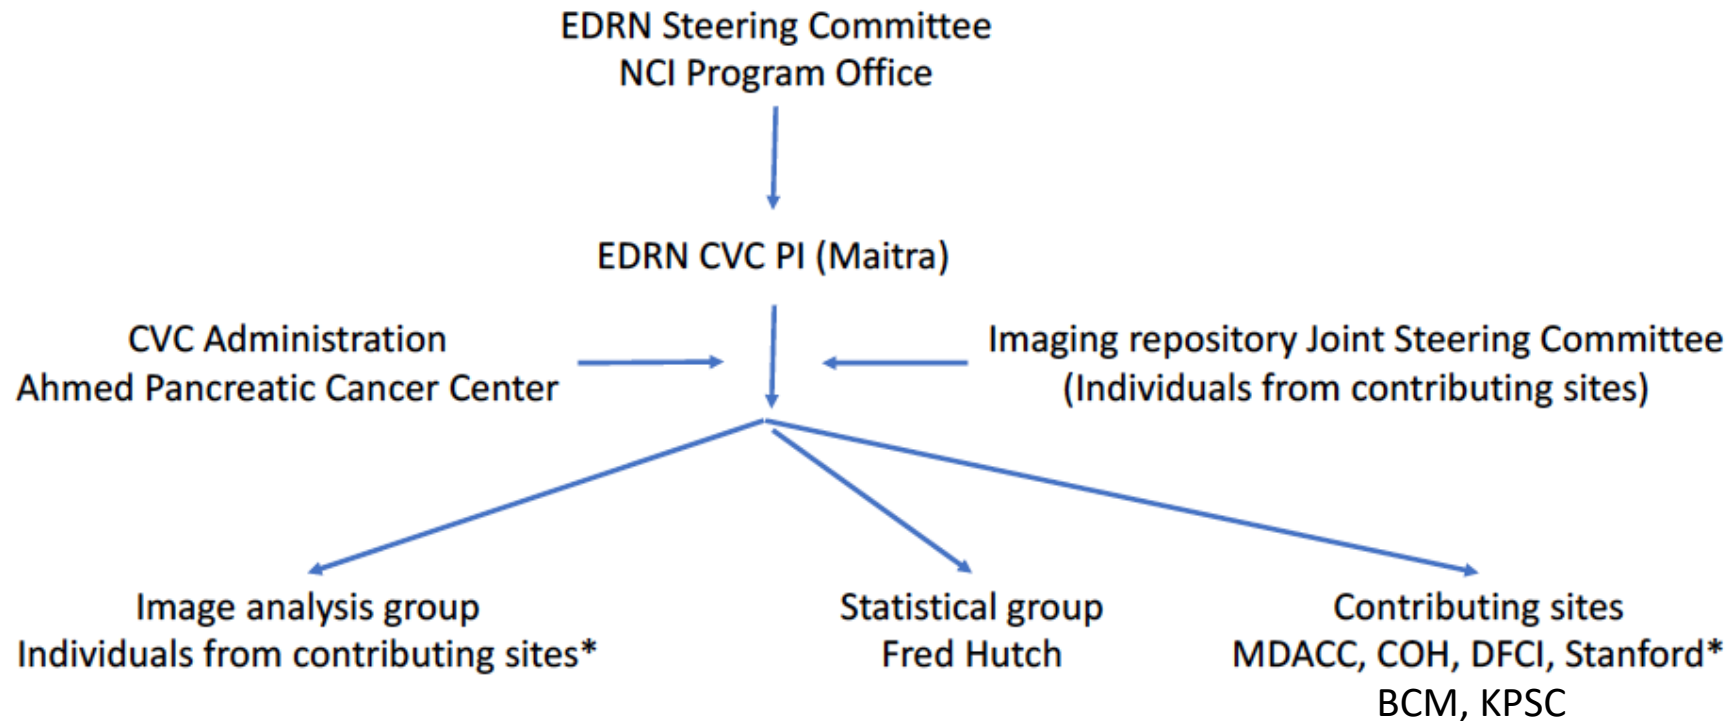 EDRN Steering Committee
NCI Program Office
EDRN CVC PI (Maitra)
CVC Administration
Ahmed Pancreatic Cancer Center
Imaging repository Joint Steering Committee
(Individuals from contributing sites)
Image analysis group
Individuals from contributing sites*
Statistical group
Fred Hutch
Contributing sites
MDACC, COH, DFCI, Stanford*
BCM, KPSC